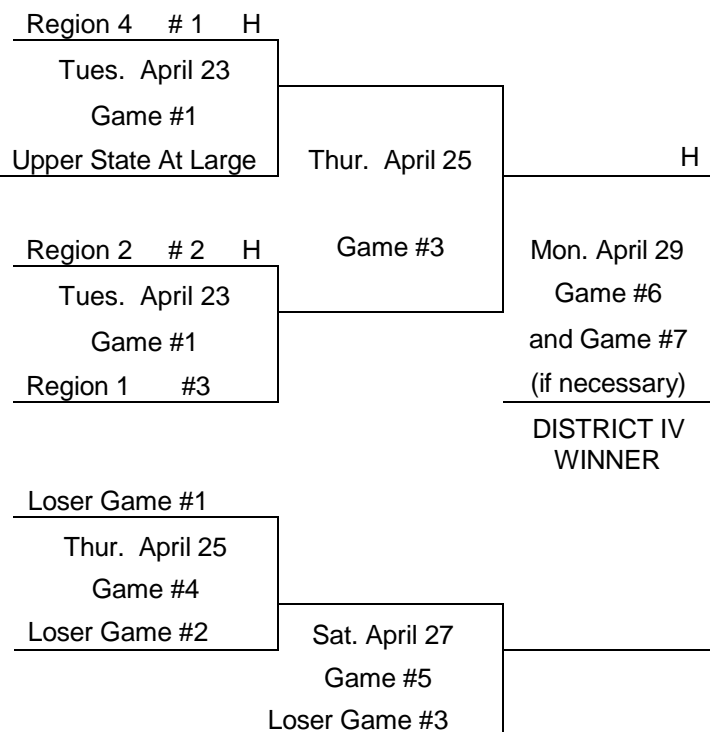 Region 4 # 1 H
Tues. April 23
Game #1
Upper State At Large
Thur. April 25
H
Region 2 # 2 H
Game #3
Mon. April 29
Tues. April 23
Game #6
Game #1
and Game #7
Region 1 #3
(if necessary)
DISTRICT IV
WINNER
Loser Game #1
Thur. April 25
Game #4
Loser Game #2
Sat. April 27
Game #5
Loser Game #3